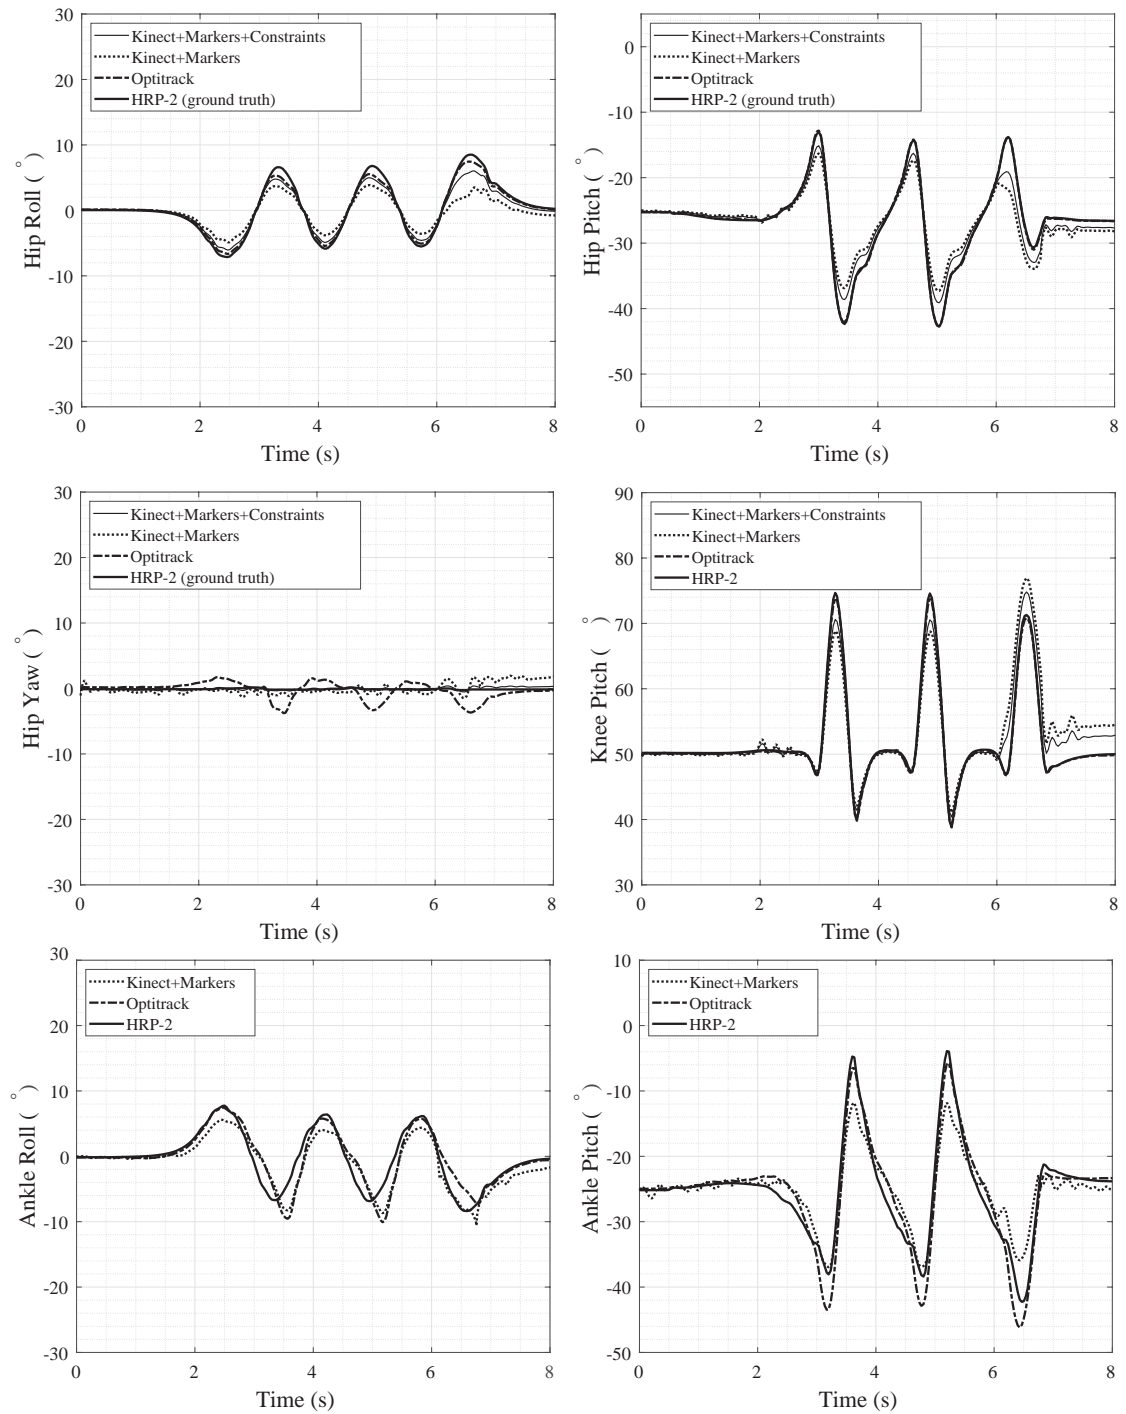 30
20
10
0
-10
-20
-30
Hip Roll ( ° )
Kinect+Markers+Constraints
Kinect+Markers
Optitrack
HRP-2 (ground truth)
0 2 4 6 8
Time (s)
0
-10
-20
-30
-40
-50
Hip Pitch ( ° )
Kinect+Markers+Constraints
Kinect+Markers
Optitrack
HRP-2 (ground truth)
0 2 4 6 8
Time (s)
30
20
10
0
-10
-20
-30
Hip Yaw ( ° )
Kinect+Markers+Constraints
Kinect+Markers
Optitrack
HRP-2 (ground truth)
0 2 4 6 8
Time (s)
90
80
70
60
50
40
30
Knee Pitch ( ° )
Kinect+Markers+Constraints
Kinect+Markers
Optitrack
HRP-2
0 2 4 6 8
Time (s)
30
20
10
0
-10
-20
-30
Ankle Roll ( ° )
Kinect+Markers
Optitrack
HRP-2
0 2 4 6 8
Time (s)
10
0
-10
-20
-30
-40
-50
Ankle Pitch ( ° )
Kinect+Markers
Optitrack
HRP-2
0 2 4 6 8
Time (s)